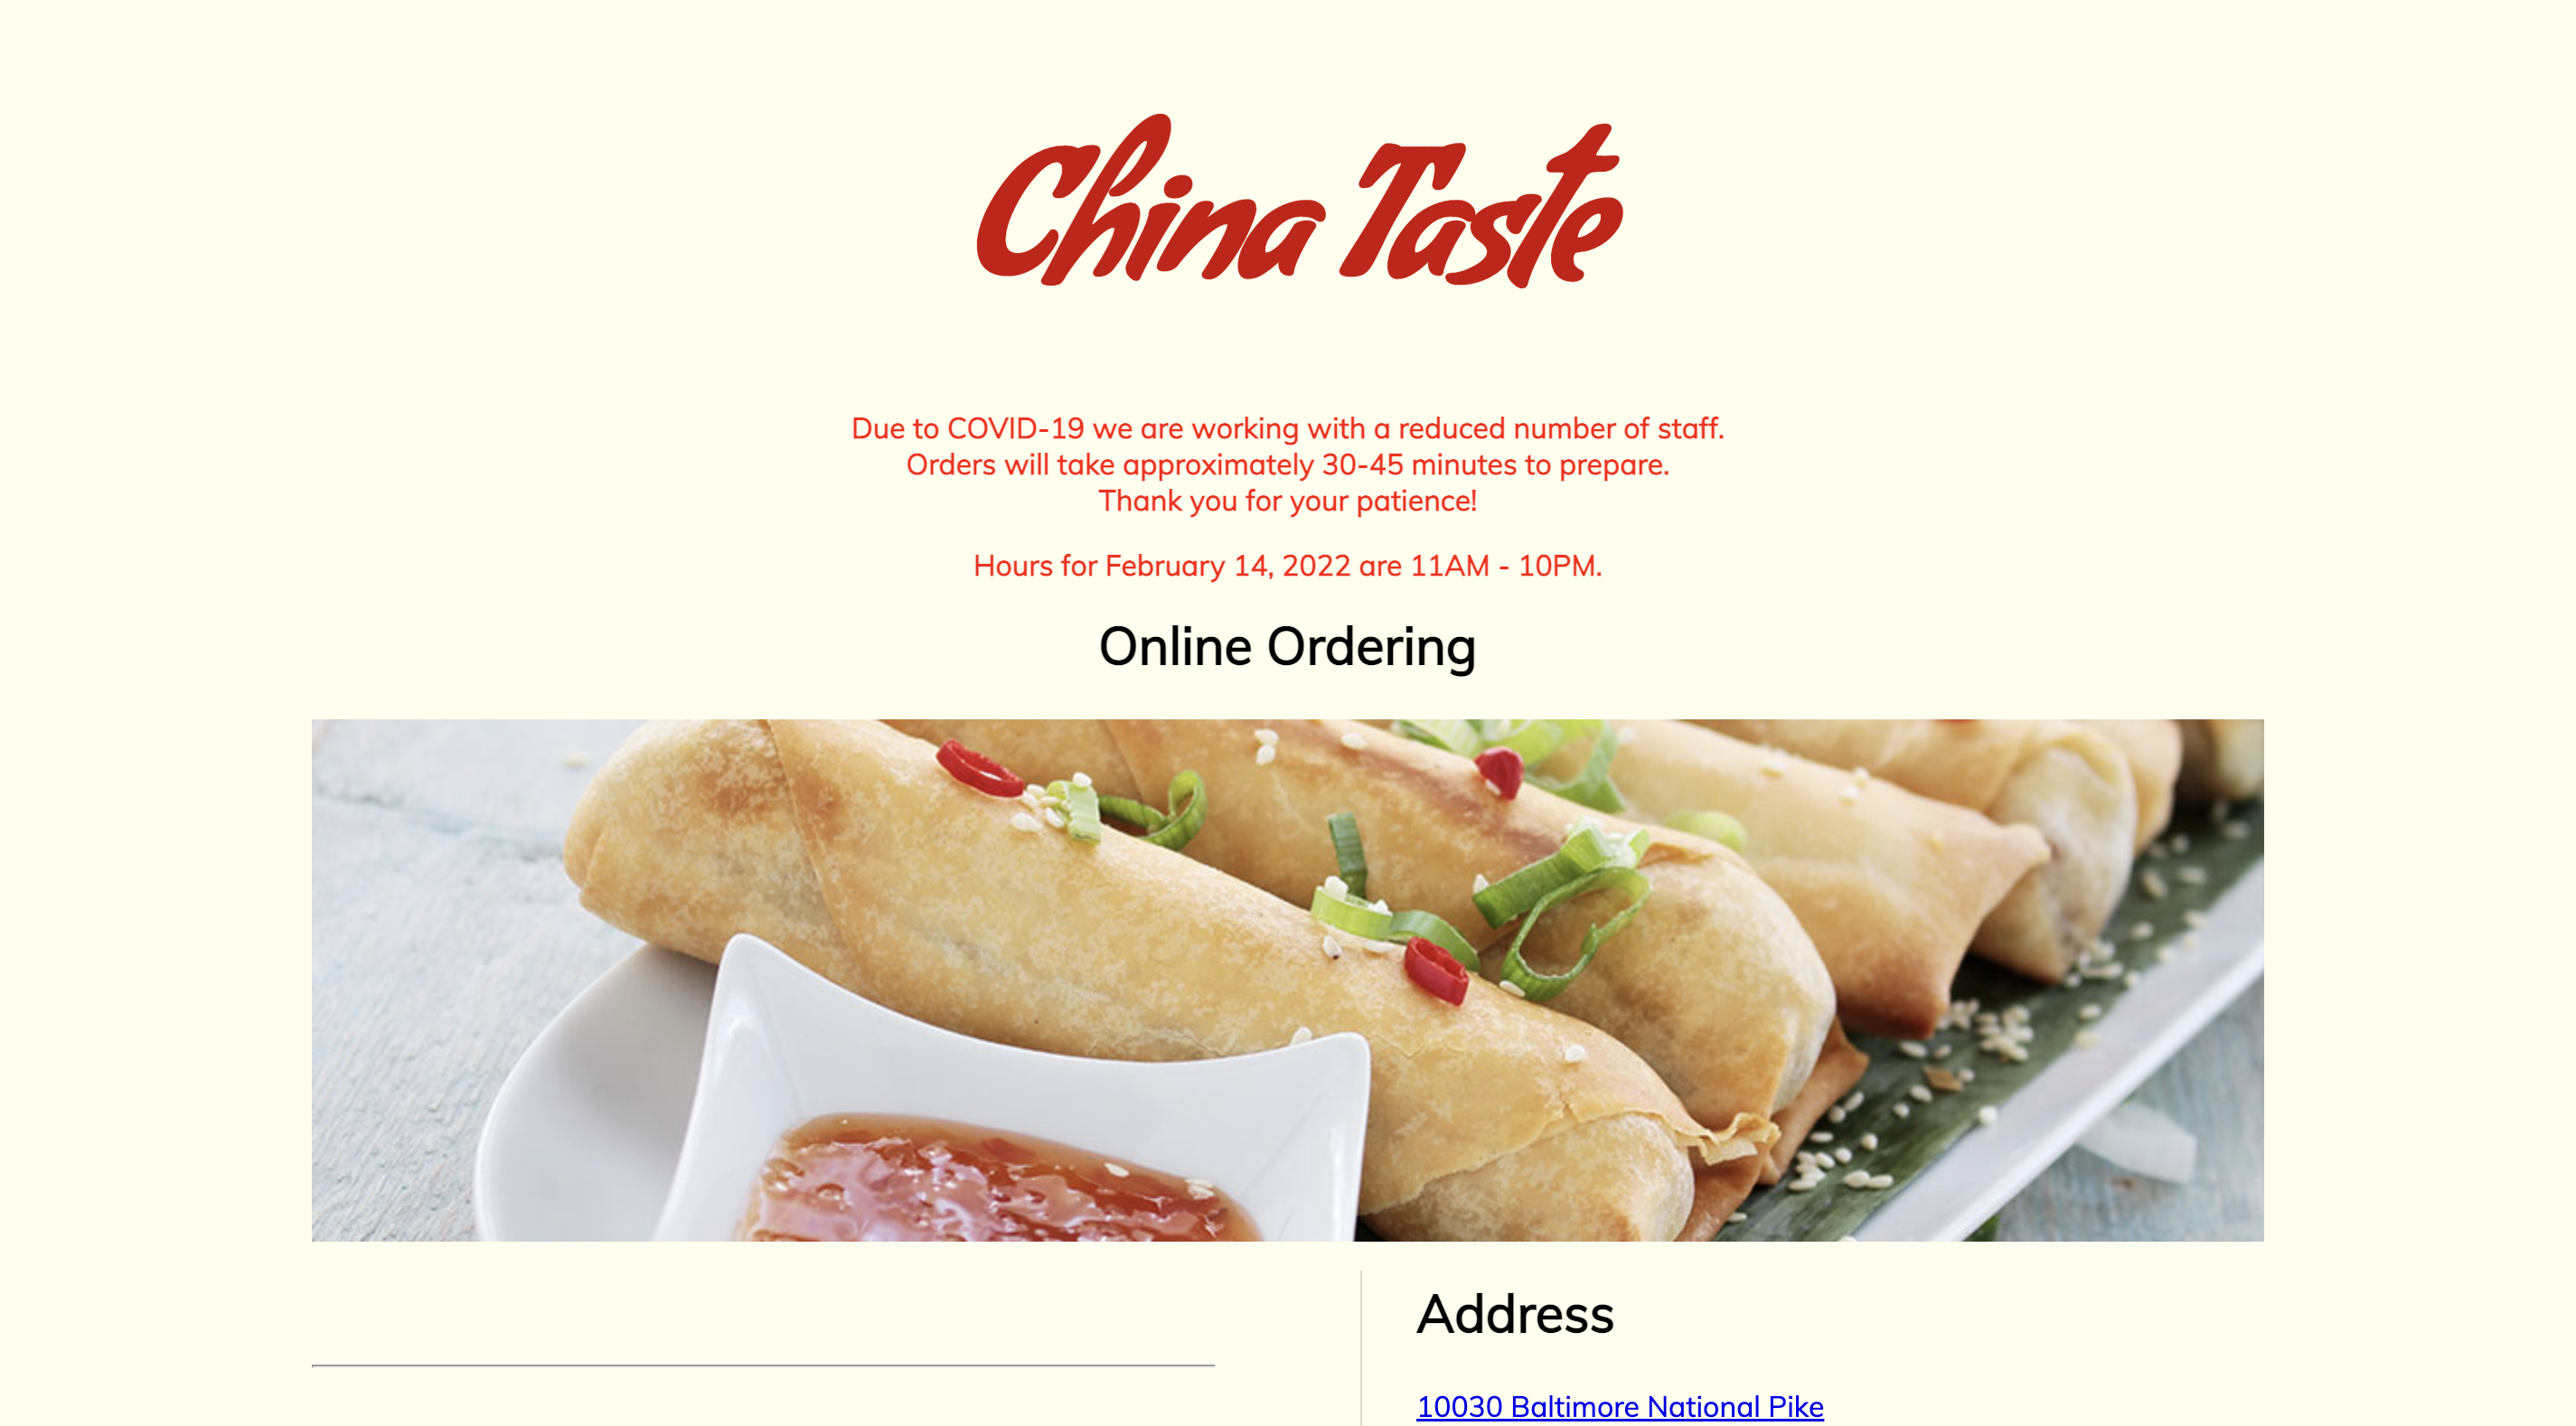 China Taste
Due to COVID-19 we are working with a reduced number of staff.
Orders will take approximately 30-45 minutes to prepare.
Thank you for your patience!
Hours for February 14, 2022 are 11AM - 10PM.
Online Ordering
Address
10030 Baltimore National Pike